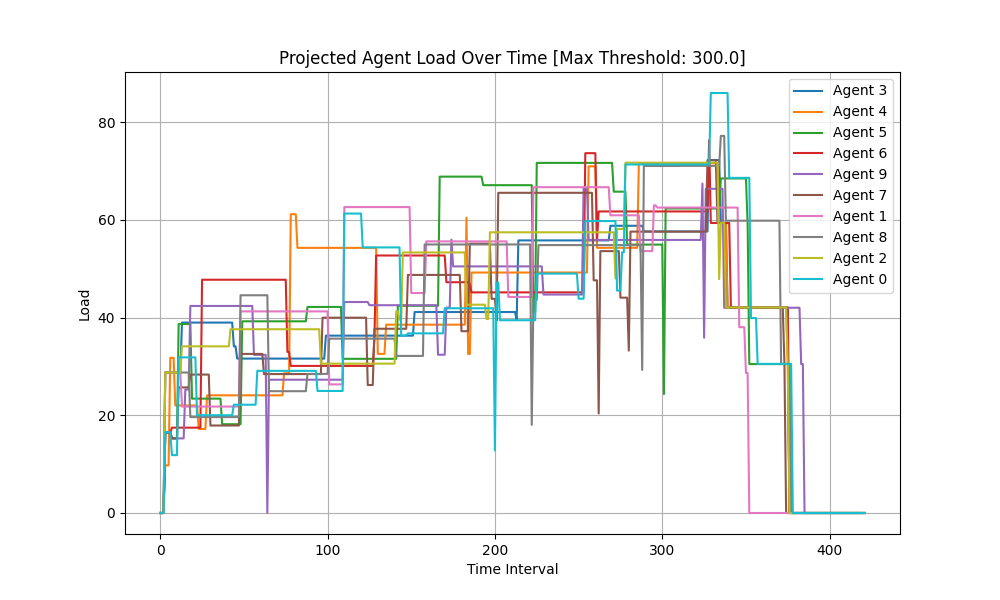 Projected Agent Load Over Time [Max Threshold: 300.0]
Load
80
60
40
20
0
0 100 200 300 400
Time Interval
Agent 3
Agent 4
Agent 5
Agent 6
Agent 9
Agent 7
Agent 1
Agent 8
Agent 2
Agent 0